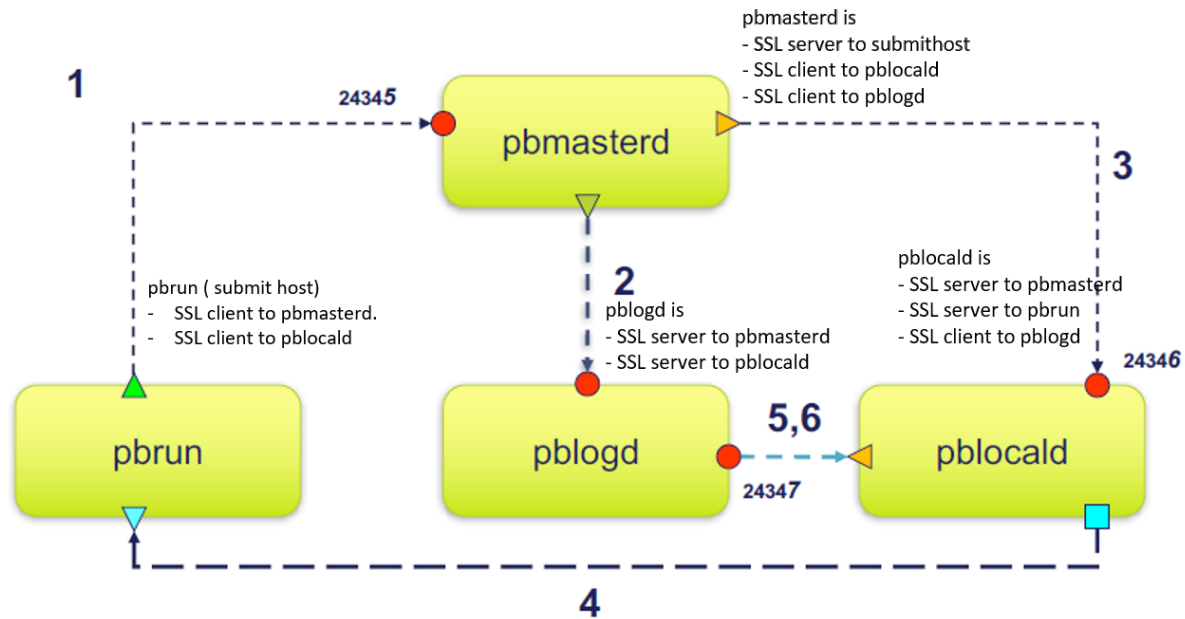 pbmasterd is
- SSL server to submithost
- SSL client to pblocald
- SSL client to pblogd
1
24345
pbmasterd
3
2
pbrun ( submit host)
- SSL client to pbmasterd.
- SSL client to pblocald
pblogd is
- SSL server to pbmasterd
- SSL server to pblocald
pblocald is
- SSL server to pbmasterd
- SSL server to pbrun
- SSL client to pblogd
24346
pbrun
pblogd
5,6
24347
pblocald
4